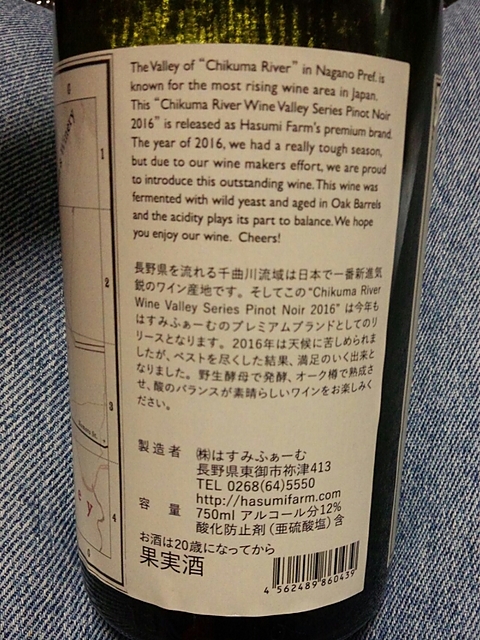 The Valley of “Chikuma River” in Nagano Pref. is
known for the most rising wine area in Japan.
This “Chikuma River Wine Valley Series Pinot Noir
2016” is released as Hasumi Farm's premium brand.
The year of 2016, we had a really tough season,
but due to our wine makers effort, we are proud
to introduce this outstanding wine. This wine was
fermented with wild yeast and aged in Oak Barrels
and the acidity plays its part to balance. We hope
you enjoy our wine. Cheers!
長野県を流れる千曲川流域は日本で一番新進気
鋭のワイン産地です。そしてこの“Chikuma River
Wine Valley Series Pinot Noir 2016” は今年も
はすみふぁーむのプレミアムブランドとしてのリ
リースとなります。2016年は天候に苦しめられま
したが、ベストを尽くした結果、満足のいく出来と
なりました。野生酵母で発酵、オーク樽で熟成さ
せ、酸のバランスが素晴らしいワインをお楽しみく
ださい。
製造者 ㈱はすみふぁーむ
長野県東御市祢津413
TEL 0268(64)5550
http://hasumifarm.com
容量 750ml アルコール分12%
酸化防止剤（亜硫酸塩）含
お酒は20歳になってから
果実酒
4 562489 860439
1
2
3
4